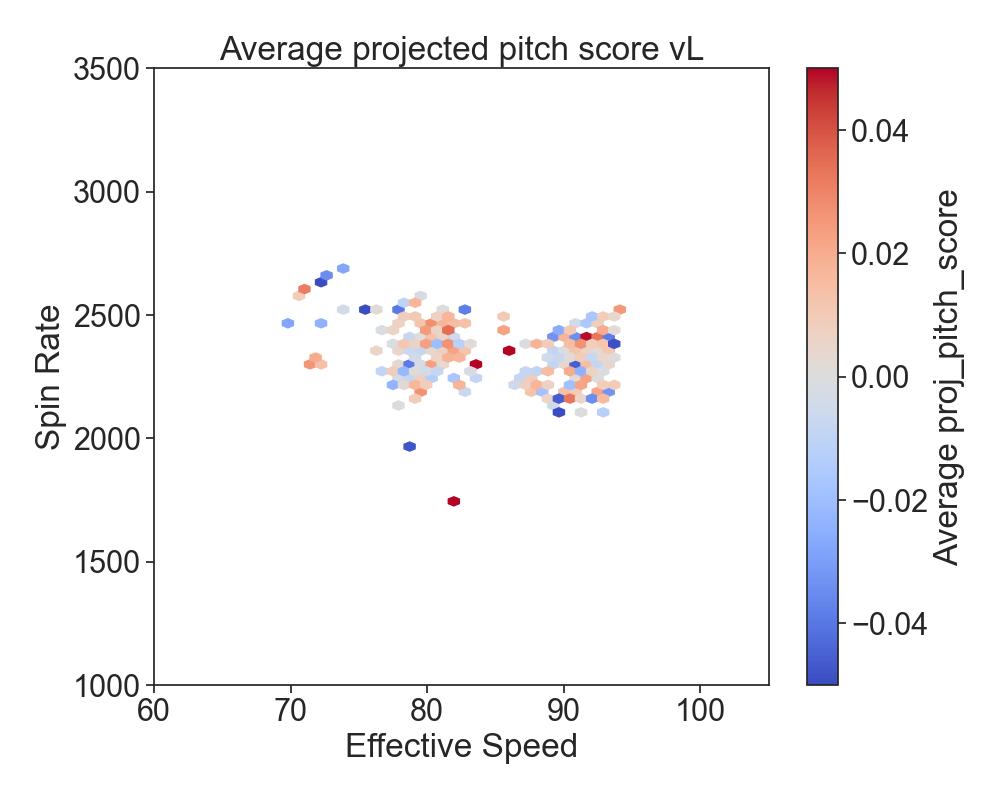 Average projected pitch score vL
3500
3000
2500
2000
1500
1000
Spin Rate
60 70 80 90 100
Effective Speed
0.04
0.02
0.00
−0.02
−0.04
Average proj_pitch_score